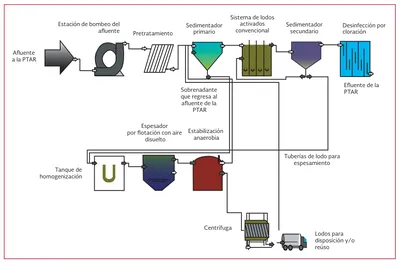 Estación de bombeo del
afluente
Pretratamiento
Sedimentador
primario
Sistema de lodos
activados
convencional
Sedimentador
secundario
Desinfección por
cloración
Afluente
a la PTAR
Sobrenadante
que regresa al
afluente de la
PTAR
Efluente de la
PTAR
Espesador
por flotación con aire
disuelto
Estabilización
anaerobia
Tuberías de lodo para
espesamiento
Tanque de
homogenización
U
Centrífuga
Lodos para
disposición y/o
reúso